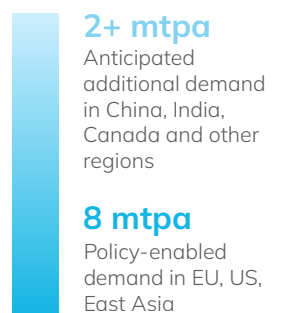 2+ mtpa
Anticipated
additional demand
in China, India,
Canada and other
regions
8 mtpa
Policy-enabled
demand in EU, US,
East Asia